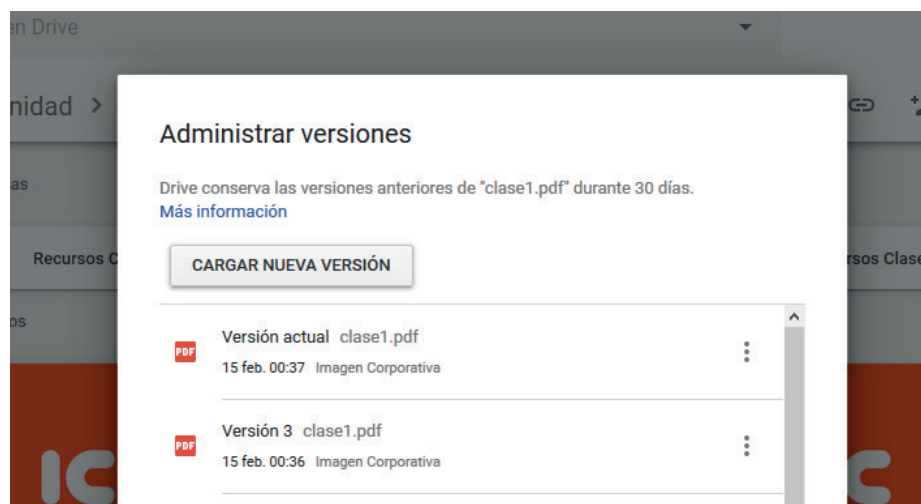 en Drive
nidad >
Administrar versiones
Drive conserva las versiones anteriores de "clase1.pdf" durante 30 días.
Más información
as
Recursos C
rsos Clase
CARGAR NUEVA VERSIÓN
os
PDF Versión actual clase1.pdf
15 feb. 00:37 Imagen Corporativa
PDF Versión 3 clase1.pdf
15 feb. 00:36 Imagen Corporativa
IC
C